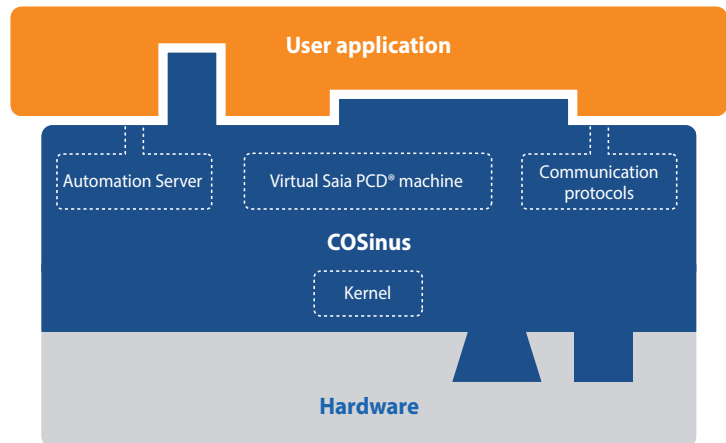 User application
Automation Server
Virtual Saia PCD® machine
Communication
protocols
COSinus
Kernel
Hardware